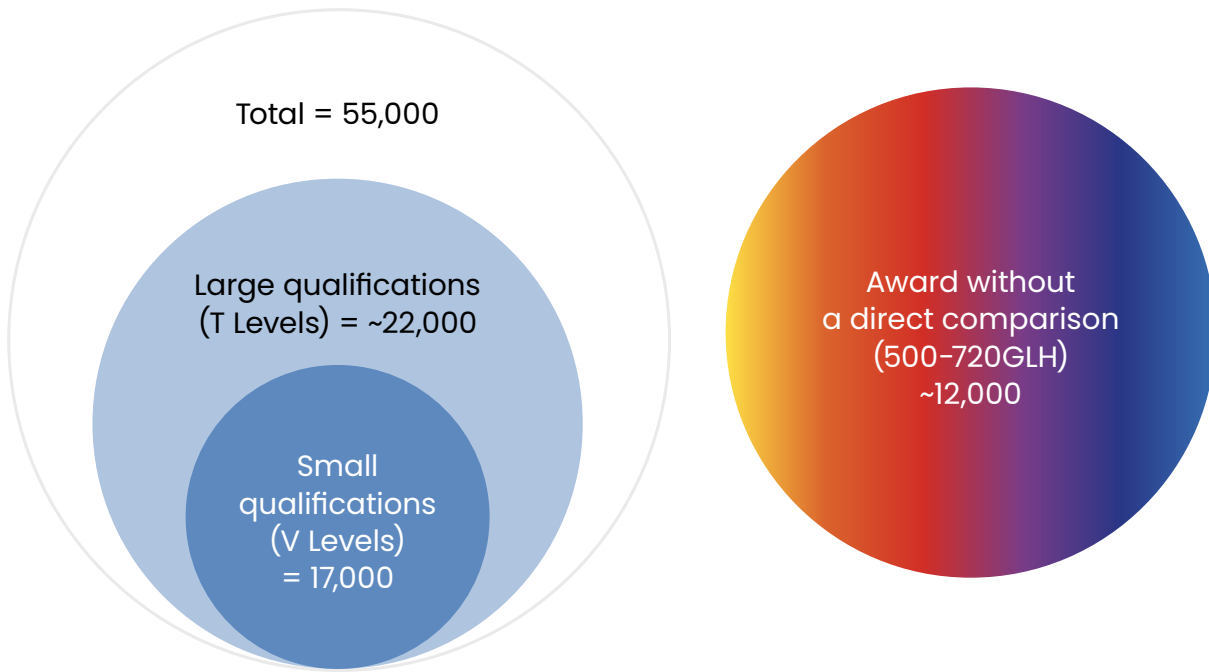 Total = 55,000
Large qualifications
(T Levels) = ~22,000
Small
qualifications
(V Levels)
= 17,000
Award without
a direct comparison
(500-720GLH)
~12,000